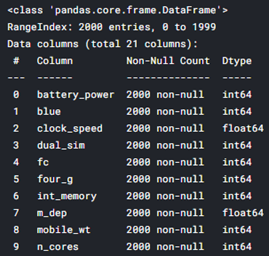 <class 'pandas.core.frame.DataFrame'>
RangeIndex: 2000 entries, 0 to 1999
Data columns (total 21 columns):
 #   Column         Non-Null Count  Dtype
---  ------         --------------  -----
 0   battery_power  2000 non-null   int64
 1   blue           2000 non-null   int64
 2   clock_speed    2000 non-null   float64
 3   dual_sim       2000 non-null   int64
 4   fc             2000 non-null   int64
 5   four_g         2000 non-null   int64
 6   int_memory     2000 non-null   int64
 7   m_dep          2000 non-null   float64
 8   mobile_wt      2000 non-null   int64
 9   n_cores        2000 non-null   int64